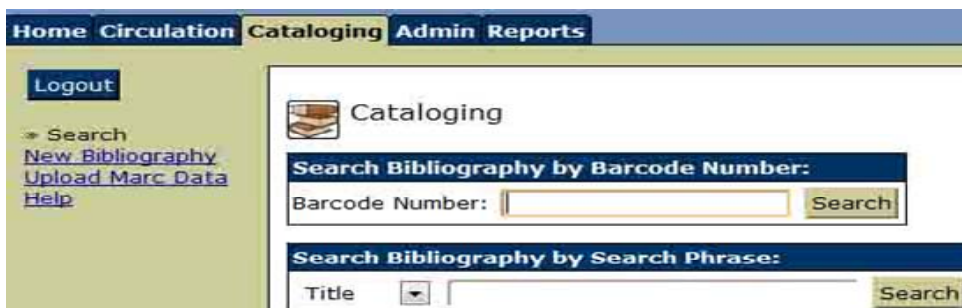 Home Circulation Cataloging Admin Reports
Logout
» Search
New Bibliography
Upload Marc Data
Help
Cataloging
Search Bibliography by Barcode Number:
Barcode Number: Search
Search Bibliography by Search Phrase:
Title Search